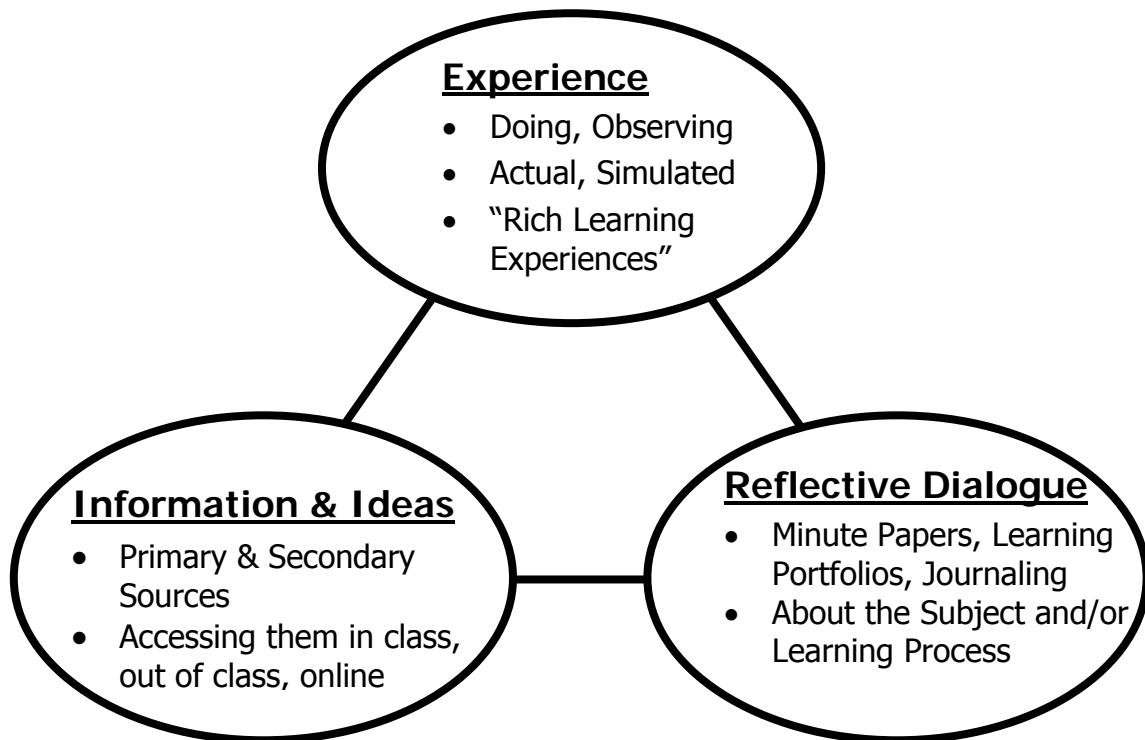 Experience
• Doing, Observing
• Actual, Simulated
• “Rich Learning
Experiences”
Information & Ideas
• Primary & Secondary
Sources
• Accessing them in class,
out of class, online
Reflective Dialogue
• Minute Papers, Learning
Portfolios, Journaling
• About the Subject and/or
Learning Process